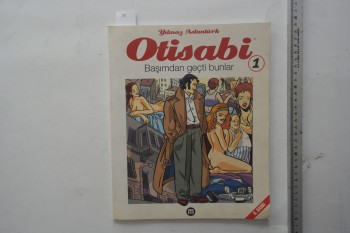 Yılmaz Aslantürk
Otisabi
Başımdan geçti bunlar
1